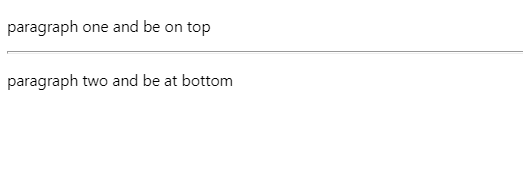 paragraph one and be on top
paragraph two and be at bottom